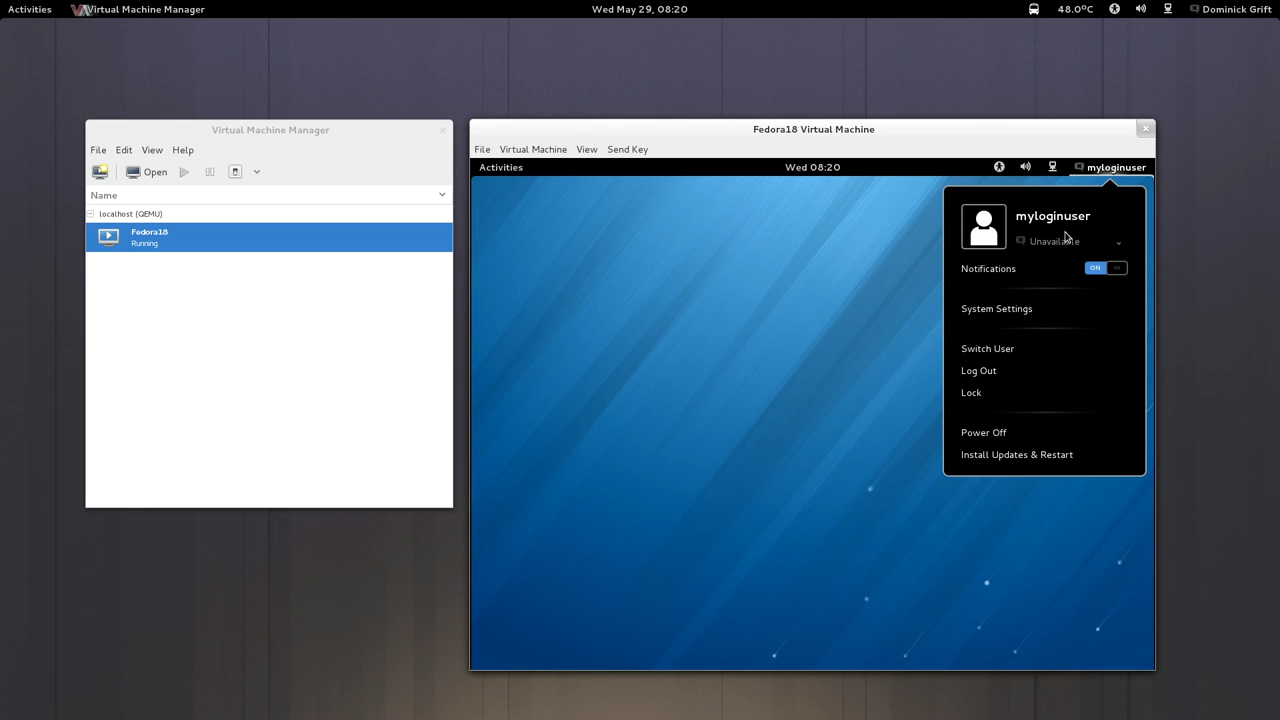 Activities Virtual Machine Manager Wed May 29, 08:20 48.0°C Dominick Grift
Virtual Machine Manager
File Edit View Help
Open
Name
localhost (QEMU)
Fedora18
Running
Fedora18 Virtual Machine
File Virtual Machine View Send Key
Activities Wed 08:20 myloginuser
myloginuser
Unavailable
Notifications ON
System Settings
Switch User
Log Out
Lock
Power Off
Install Updates & Restart